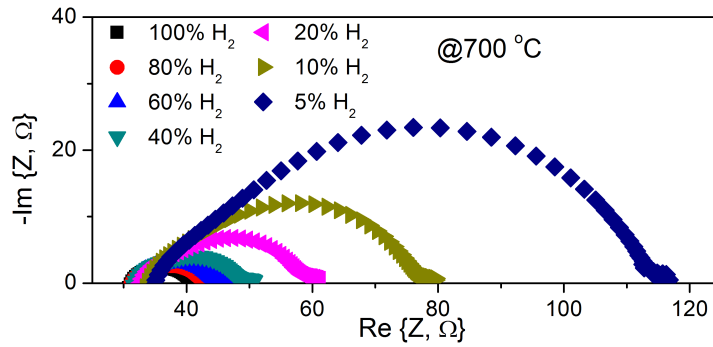 40
100% H₂
20% H₂
@700 °C
80% H₂
10% H₂
60% H₂
5% H₂
40% H₂
20
0
-Im {Z, Ω}
40
60
80
100
120
Re {Z, Ω}